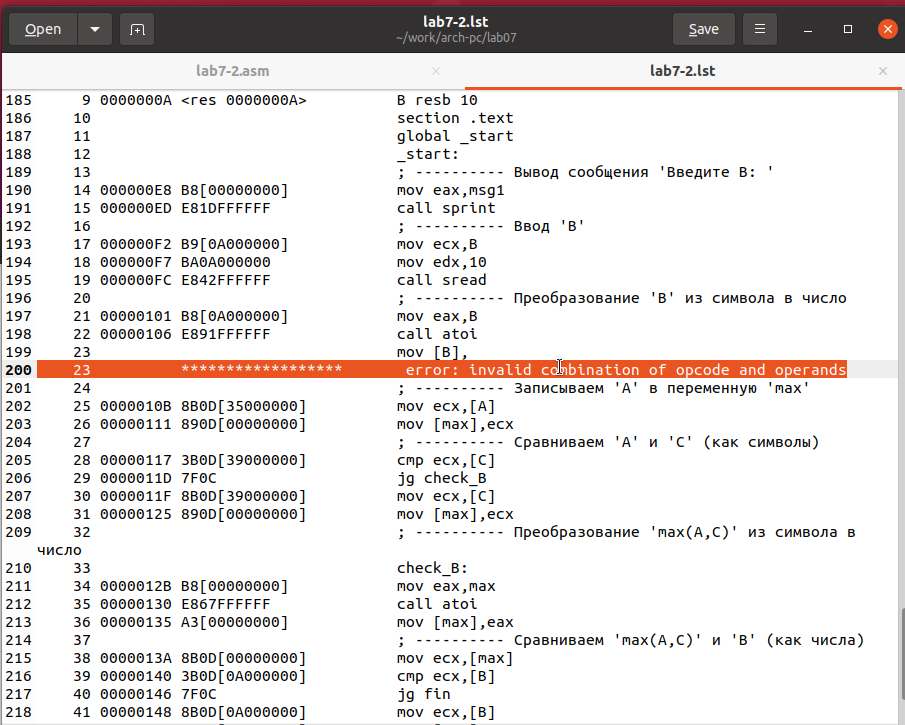 Open
lab7-2.lst
~/work/arch-pc/lab07
Save
lab7-2.asm
lab7-2.lst
185 9 0000000A <res 0000000A> B resb 10
186 10 section .text
187 11 global _start
188 12 _start:
189 13 ; ---------- Вывод сообщения 'Введите B: '
190 14 000000E8 B8[00000000] mov eax,msg1
191 15 000000ED E81DFFFFFF call sprint
192 16 ; ---------- Ввод 'B'
193 17 000000F2 B9[0A000000] mov ecx,B
194 18 000000F7 BA0A000000 mov edx,10
195 19 000000FC E842FFFFFF call sread
196 20 ; ---------- Преобразование 'B' из символа в число
197 21 00000101 B8[0A000000] mov eax,B
198 22 00000106 E891FFFFFF call atoi
199 23 mov [B],
200 23 ****************** error: invalid combination of opcode and operands
201 24 ; ---------- Записываем 'A' в переменную 'max'
202 25 0000010B 8B0D[35000000] mov ecx,[A]
203 26 00000111 890D[00000000] mov [max],ecx
204 27 ; ---------- Сравниваем 'A' и 'C' (как символы)
205 28 00000117 3B0D[39000000] cmp ecx,[C]
206 29 0000011D 7F0C jg check_B
207 30 0000011F 8B0D[39000000] mov ecx,[C]
208 31 00000125 890D[00000000] mov [max],ecx
209 32 ; ---------- Преобразование 'max(A,C)' из символа в
число
210 33 check_B:
211 34 0000012B B8[00000000] mov eax,max
212 35 00000130 E867FFFFFF call atoi
213 36 00000135 A3[00000000] mov [max],eax
214 37 ; ---------- Сравниваем 'max(A,C)' и 'B' (как числа)
215 38 0000013A 8B0D[00000000] mov ecx,[max]
216 39 00000140 3B0D[0A000000] cmp ecx,[B]
217 40 00000146 7F0C jg fin
218 41 00000148 8B0D[0A000000] mov ecx,[B]